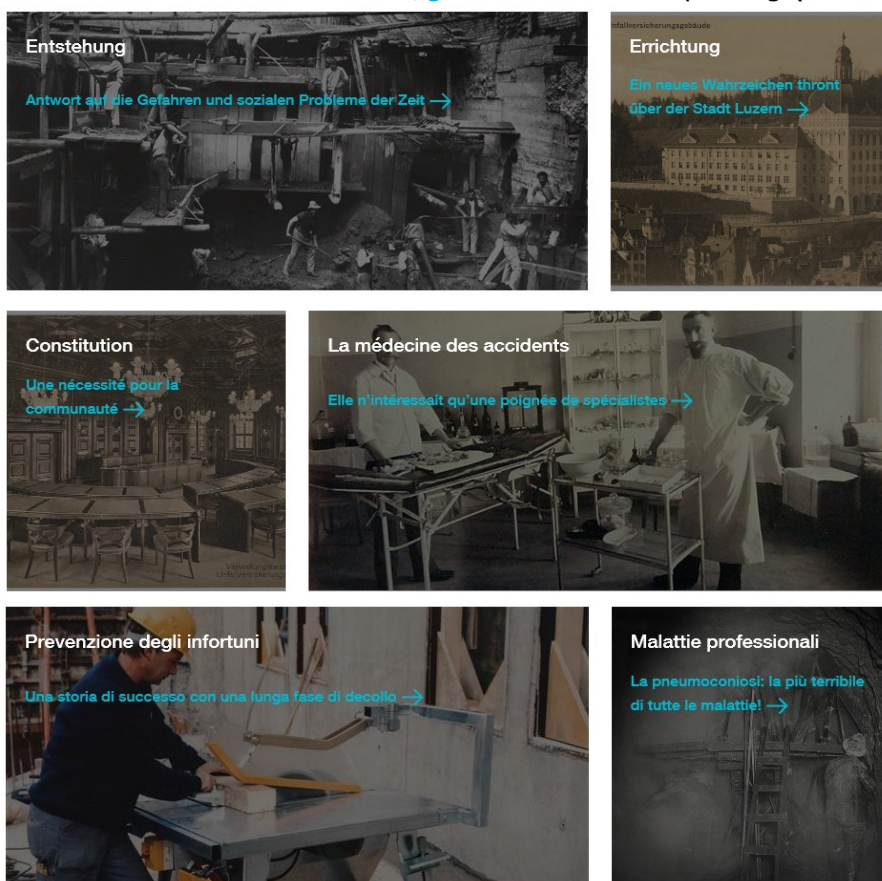 Entstehung
Antwort auf die Gefahren und sozialen Probleme der Zeit →
Unfallversicherungsgebäude
Errichtung
Ein neues Wahrzeichen thront
über der Stadt Luzern →
Constitution
Une nécessité pour la
communauté →
La médecine des accidents
Elle n'intéressait qu'une poignée de spécialistes →
Prevenzione degli infortuni
Una storia di successo con una lunga fase di decollo →
Malattie professionali
La pneumoconiosi: la più terribile
di tutte le malattie! →